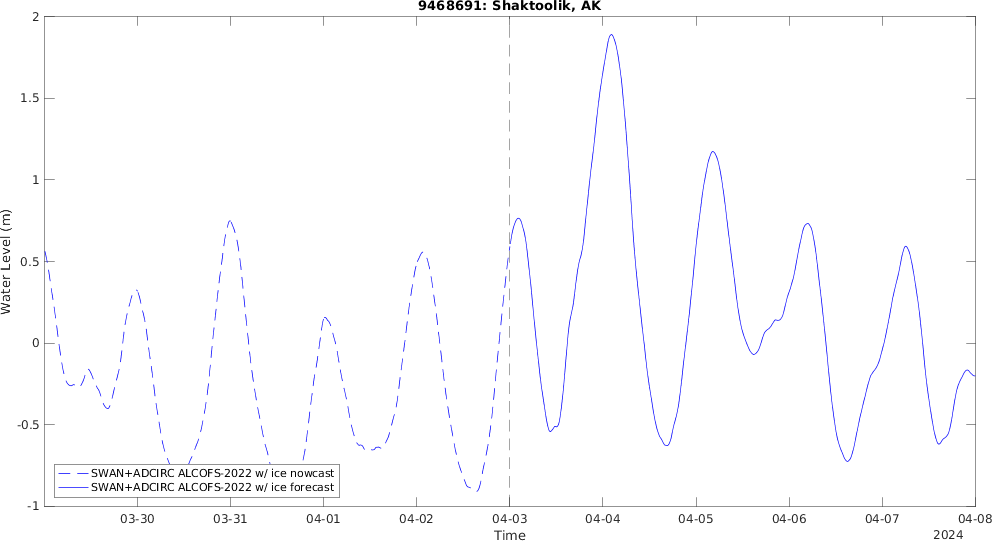 9468691: Shaktoolik, AK
Water Level (m)
2
1.5
1
0.5
0
-0.5
-1
SWAN+ADCIRC ALCOFS-2022 w/ ice nowcast
SWAN+ADCIRC ALCOFS-2022 w/ ice forecast
03-30 03-31 04-01 04-02 04-03 04-04 04-05 04-06 04-07 04-08
Time
2024